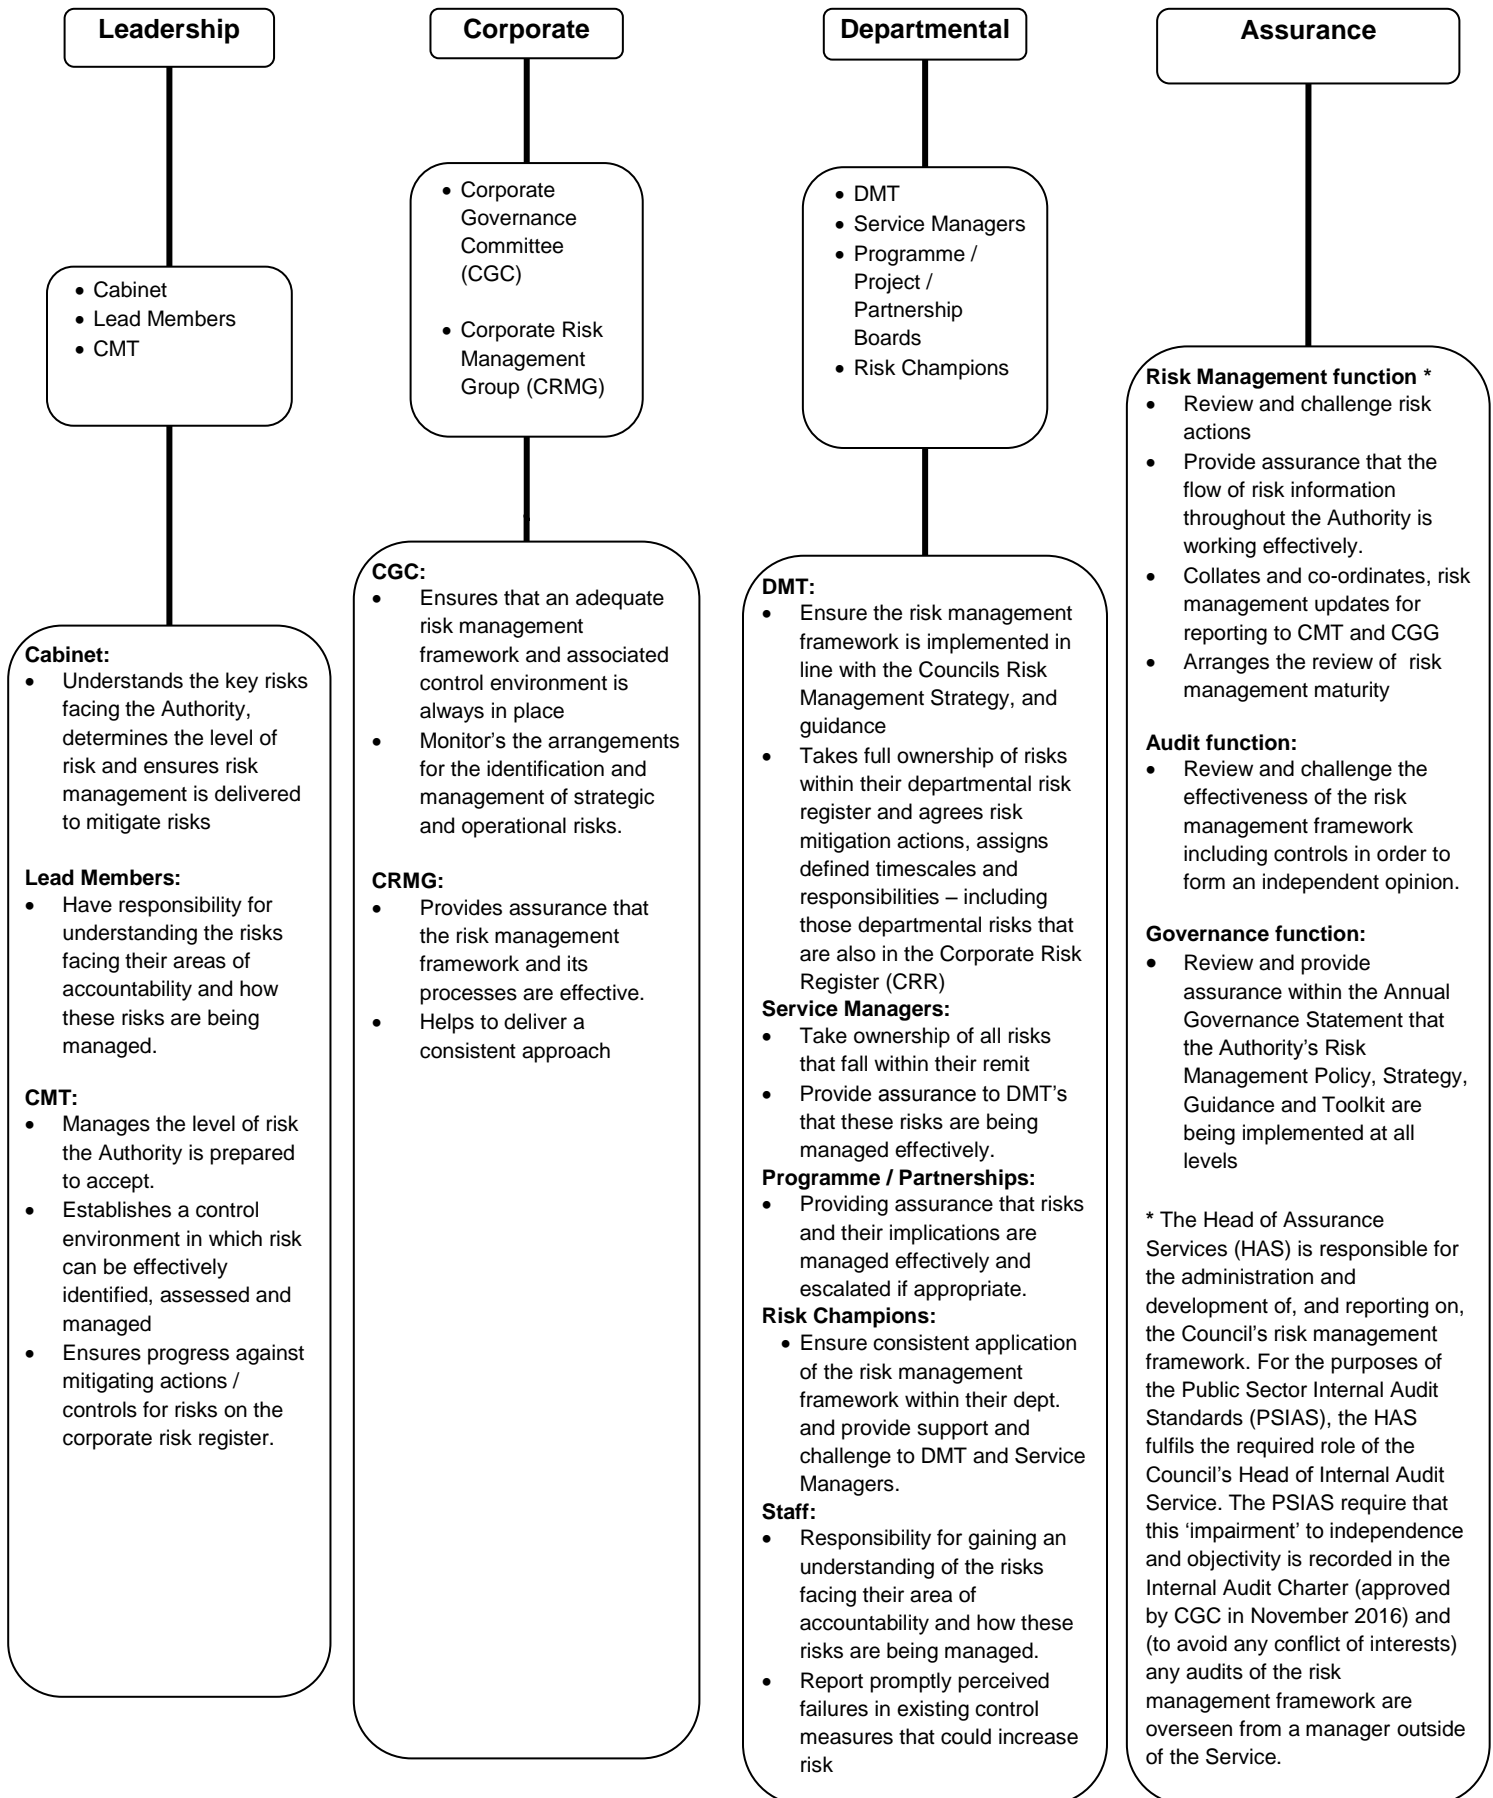 Leadership
Corporate
Departmental
Assurance
• Cabinet
• Lead Members
• CMT
• Corporate
Governance
Committee
(CGC)
• Corporate Risk
Management
Group (CRMG)
• DMT
• Service Managers
• Programme /
Project /
Partnership
Boards
• Risk Champions
Cabinet:
• Understands the key risks
facing the Authority,
determines the level of
risk and ensures risk
management is delivered
to mitigate risks
Lead Members:
• Have responsibility for
understanding the risks
facing their areas of
accountability and how
these risks are being
managed.
CMT:
• Manages the level of risk
the Authority is prepared
to accept.
• Establishes a control
environment in which risk
can be effectively
identified, assessed and
managed
• Ensures progress against
mitigating actions /
controls for risks on the
corporate risk register.
CGC:
• Ensures that an adequate
risk management
framework and associated
control environment is
always in place
• Monitor's the arrangements
for the identification and
management of strategic
and operational risks.
CRMG:
• Provides assurance that
the risk management
framework and its
processes are effective.
• Helps to deliver a
consistent approach
DMT:
• Ensure the risk management
framework is implemented in
line with the Councils Risk
Management Strategy, and
guidance
• Takes full ownership of risks
within their departmental risk
register and agrees risk
mitigation actions, assigns
defined timescales and
responsibilities – including
those departmental risks that
are also in the Corporate Risk
Register (CRR)
Service Managers:
• Take ownership of all risks
that fall within their remit
• Provide assurance to DMT's
that these risks are being
managed effectively.
Programme / Partnerships:
• Providing assurance that risks
and their implications are
managed effectively and
escalated if appropriate.
Risk Champions:
• Ensure consistent application
of the risk management
framework within their dept.
and provide support and
challenge to DMT and Service
Managers.
Staff:
• Responsibility for gaining an
understanding of the risks
facing their area of
accountability and how these
risks are being managed.
• Report promptly perceived
failures in existing control
measures that could increase
risk
Risk Management function *
• Review and challenge risk
actions
• Provide assurance that the
flow of risk information
throughout the Authority is
working effectively.
• Collates and co-ordinates, risk
management updates for
reporting to CMT and CGG
• Arranges the review of risk
management maturity
Audit function:
• Review and challenge the
effectiveness of the risk
management framework
including controls in order to
form an independent opinion.
Governance function:
• Review and provide
assurance within the Annual
Governance Statement that
the Authority's Risk
Management Policy, Strategy,
Guidance and Toolkit are
being implemented at all
levels
* The Head of Assurance
Services (HAS) is responsible for
the administration and
development of, and reporting on,
the Council's risk management
framework. For the purposes of
the Public Sector Internal Audit
Standards (PSIAS), the HAS
fulfils the required role of the
Council's Head of Internal Audit
Service. The PSIAS require that
this 'impairment' to independence
and objectivity is recorded in the
Internal Audit Charter (approved
by CGC in November 2016) and
(to avoid any conflict of interests)
any audits of the risk
management framework are
overseen from a manager outside
of the Service.